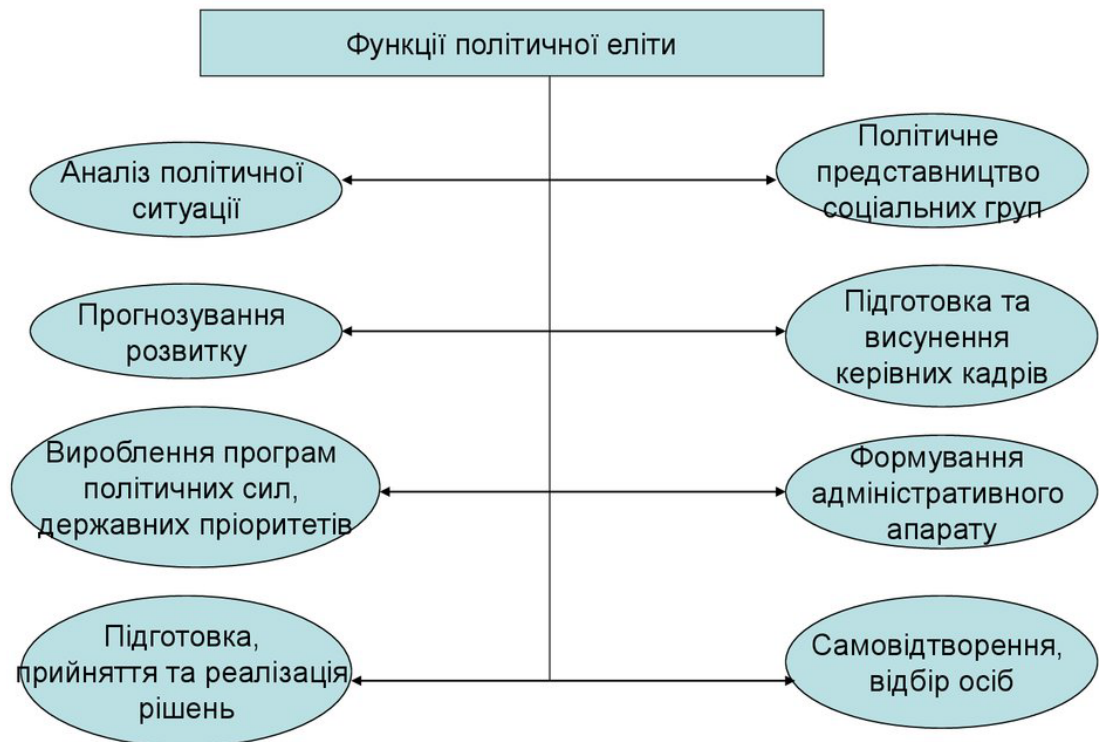 Функції політичної еліти
Аналіз політичної
ситуації
Політичне
представництво
соціальних груп
Прогнозування
розвитку
Підготовка та
висунення
керівних кадрів
Вироблення програм
політичних сил,
державних пріоритетів
Формування
адміністративного
апарату
Підготовка,
прийняття та реалізація
рішень
Самовідтворення,
відбір осіб